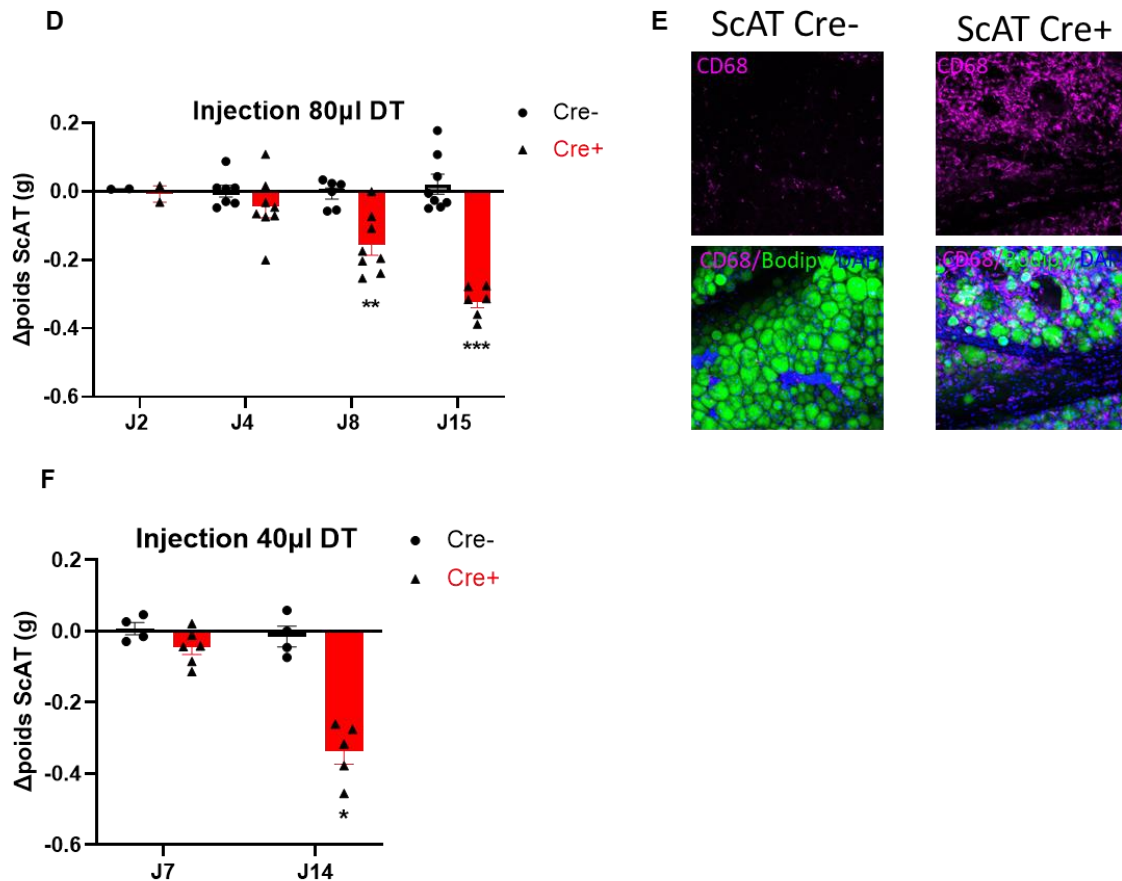 D
Injection 80µl DT
Cre-
Cre+
Δpoids ScAT (g)
0.2
0.0
-0.2
-0.4
-0.6
**
***
J2
J4
J8
J15
E
ScAT Cre-
ScAT Cre+
CD68
CD68
CD68/Bodipy/DAPI
CD68/Bodipy/DAPI
F
Injection 40µl DT
Cre-
Cre+
Δpoids ScAT (g)
0.2
0.0
-0.2
-0.4
-0.6
*
J7
J14